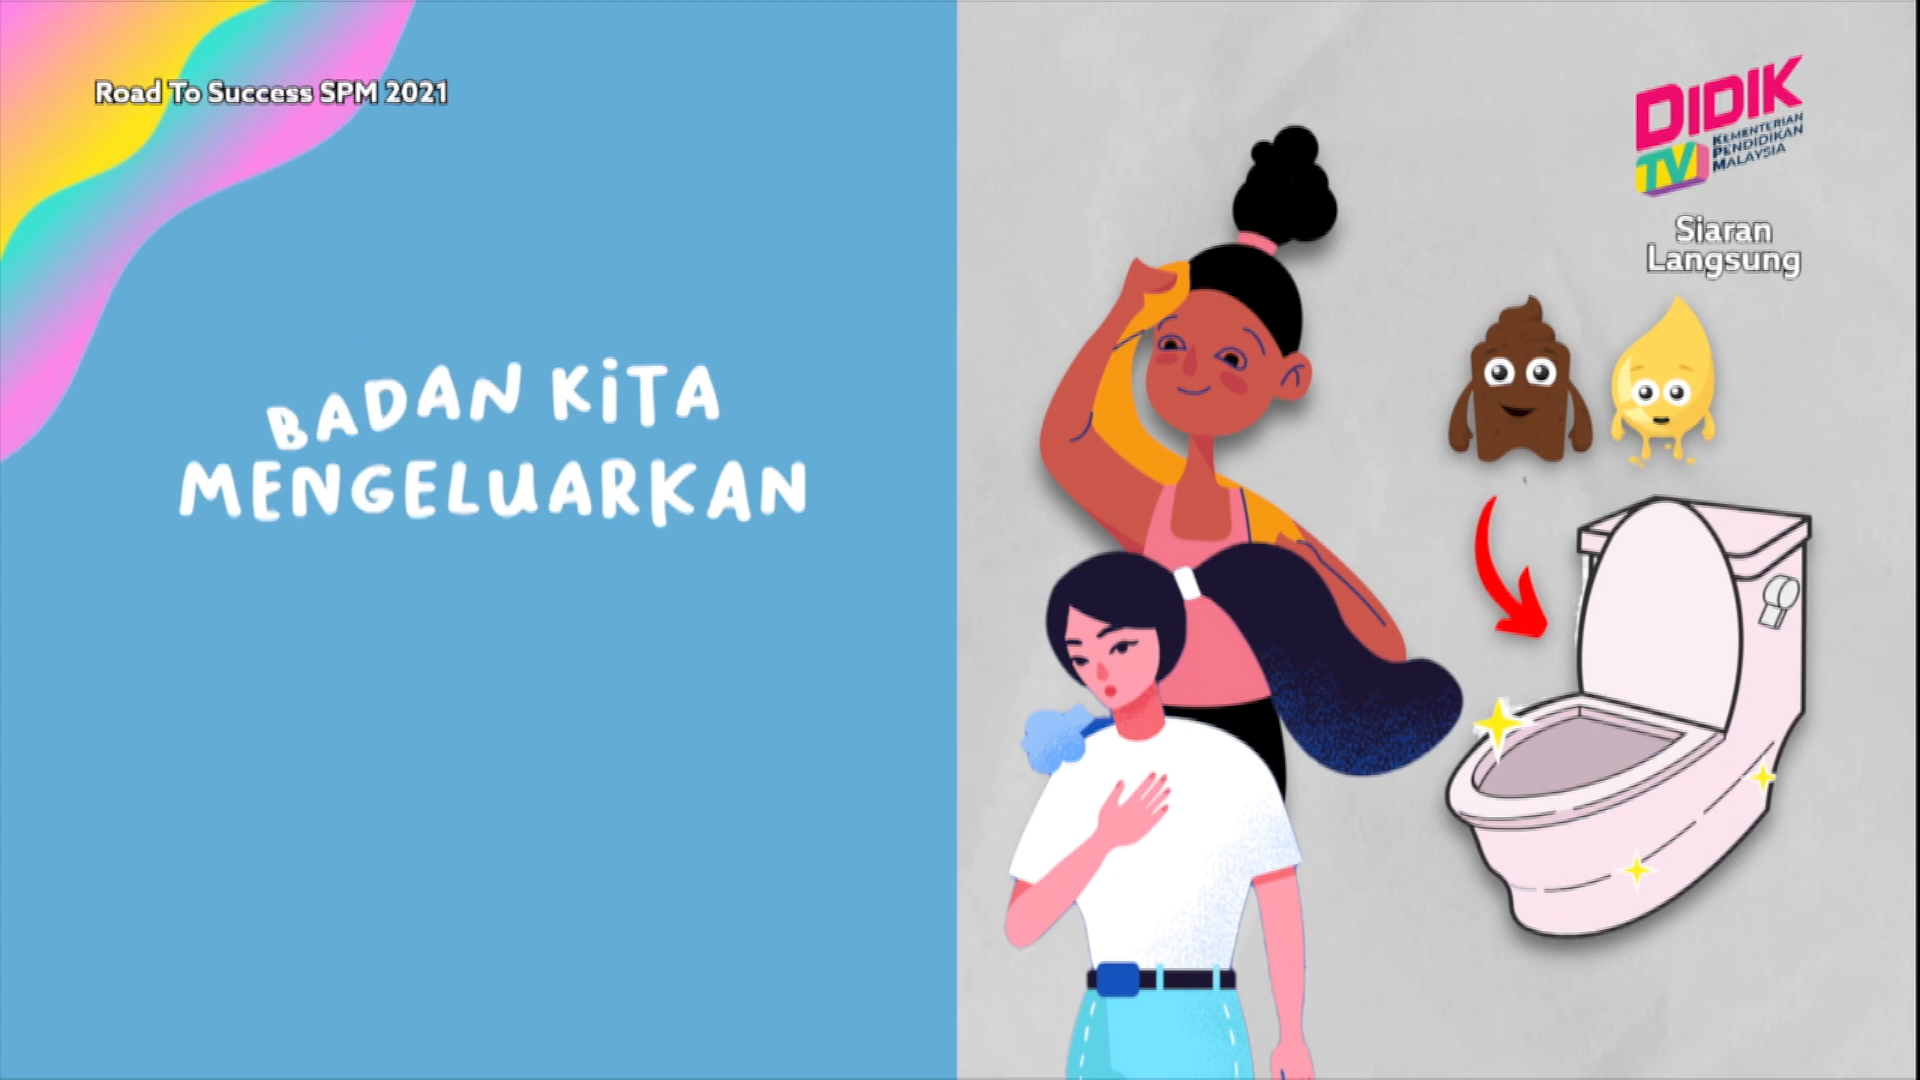 Road To Success SPM 2021
BADAN KITA
MENGELUARKAN
DIDIK
TV
KEMENTERIAN
PENDIDIKAN
MALAYSIA
Siaran
Langsung